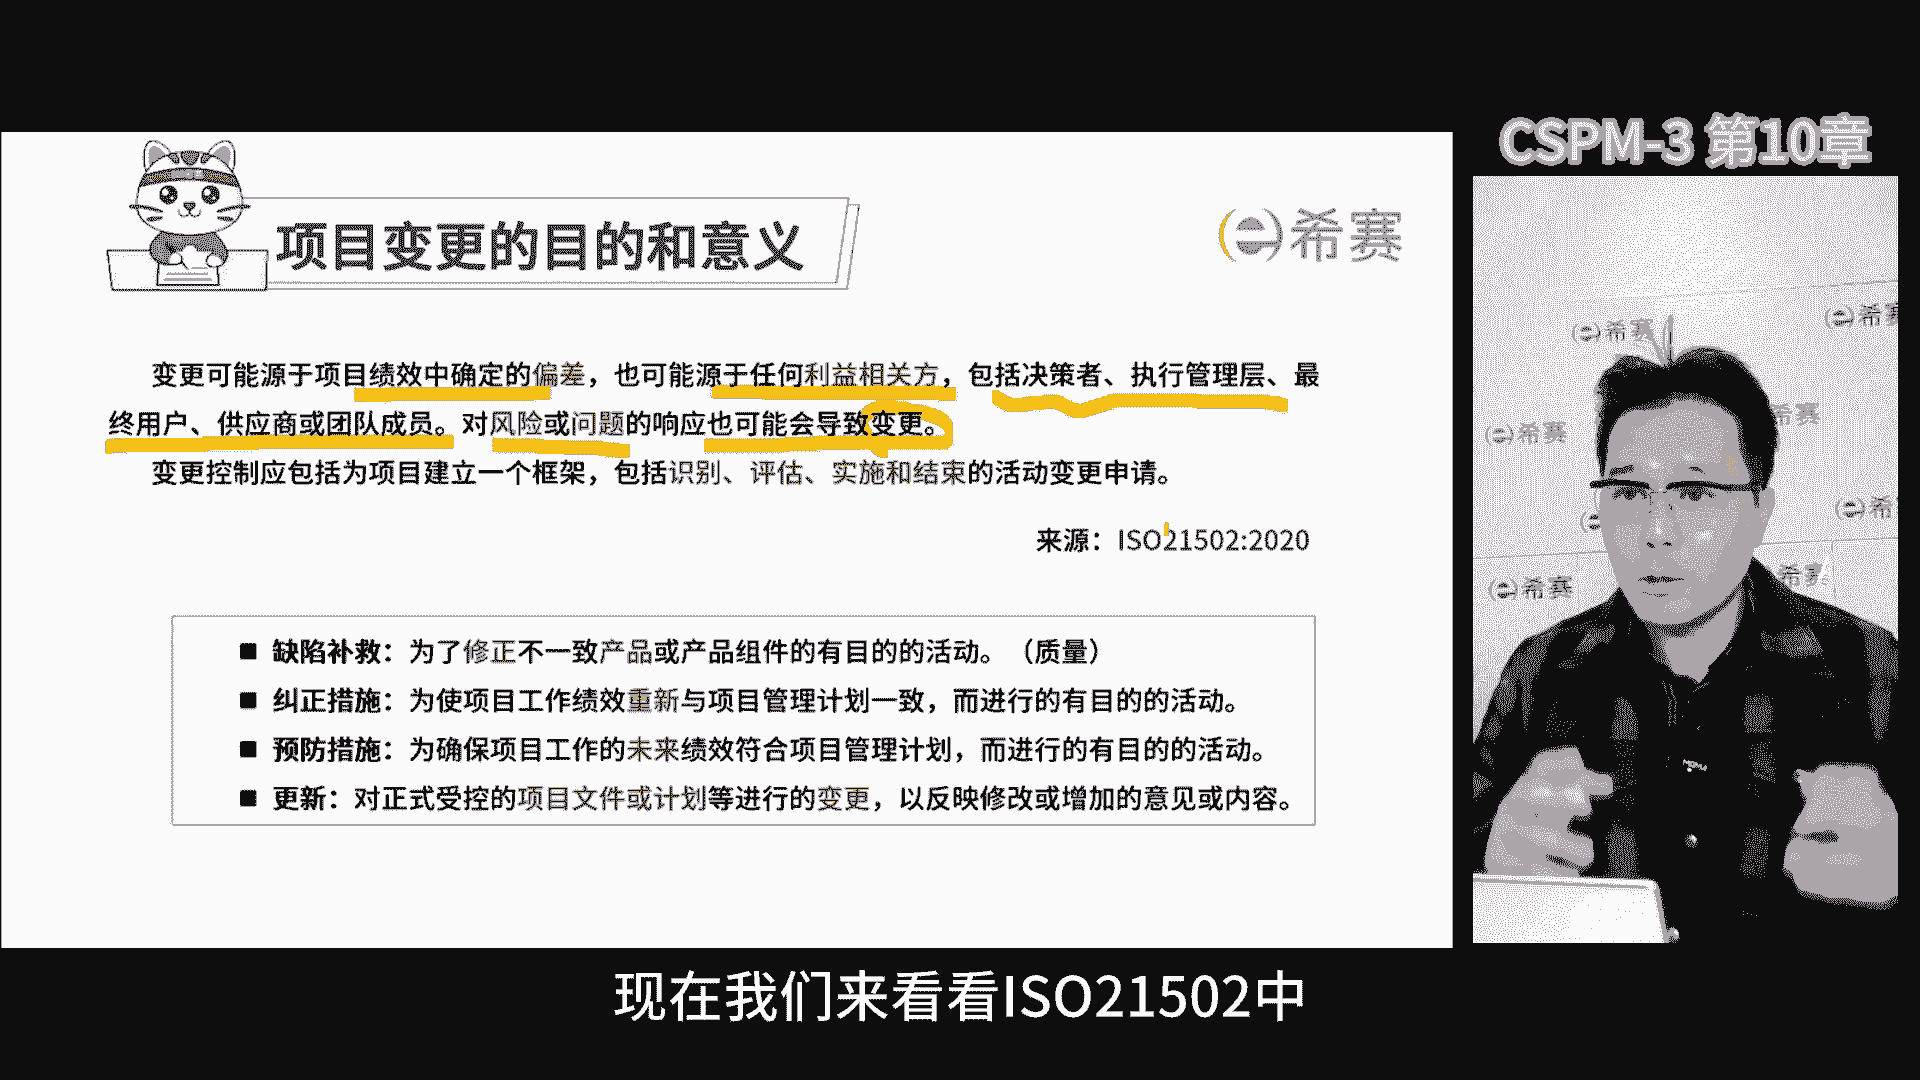 CSPM-3 第10章
项目变更的目的和意义
希赛
变更可能源于项目绩效中确定的偏差，也可能源于任何利益相关方，包括决策者、执行管理层、最
终用户、供应商或团队成员。对风险或问题的响应也可能会导致变更。
变更控制应包括为项目建立一个框架，包括识别、评估、实施和结束的活动变更申请。
来源：ISO21502:2020
■ 缺陷补救：为了修正不一致产品或产品组件的有目的的活动。（质量）
■ 纠正措施：为使项目工作绩效重新与项目管理计划一致，而进行的有目的的活动。
■ 预防措施：为确保项目工作的未来绩效符合项目管理计划，而进行的有目的的活动。
■ 更新：对正式受控的项目文件或计划等进行的变更，以反映修改或增加的意见或内容。
希赛
希赛
希赛
希赛
希
希赛
希赛
现在我们来看看ISO21502中